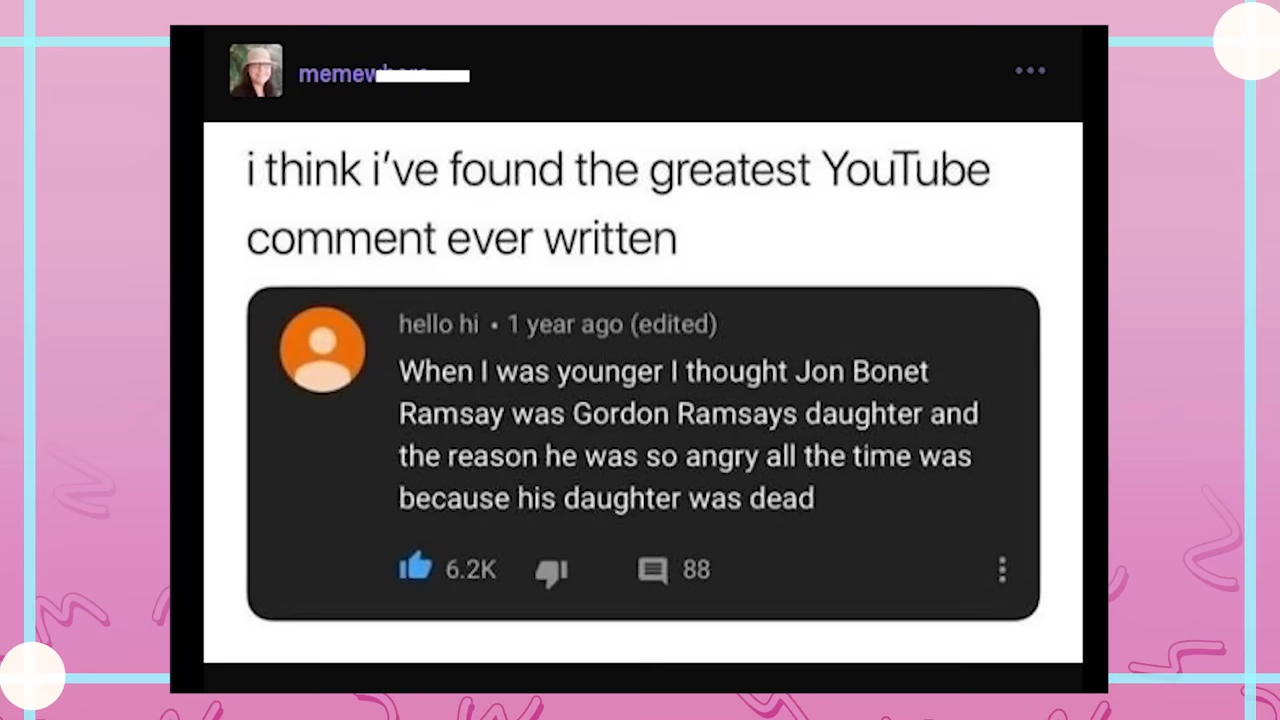 memew
i think i've found the greatest YouTube
comment ever written
hello hi • 1 year ago (edited)
When I was younger I thought Jon Bonet
Ramsay was Gordon Ramsays daughter and
the reason he was so angry all the time was
because his daughter was dead
6.2K 88